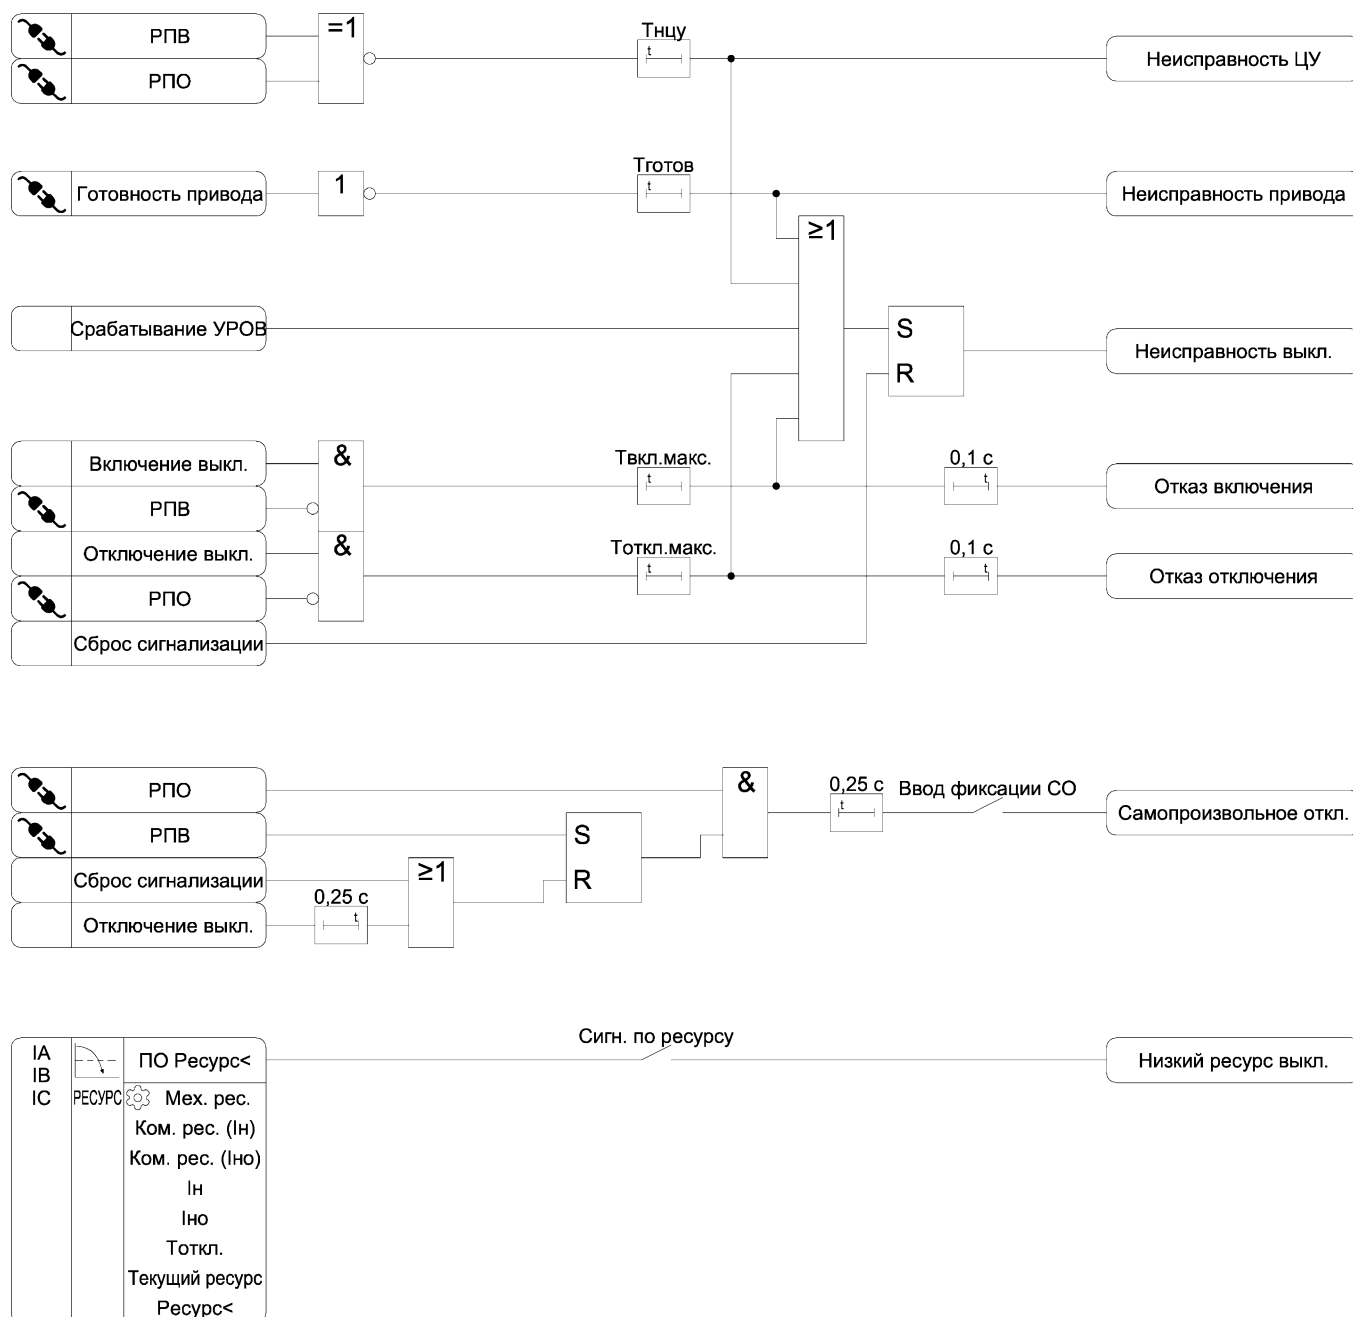 РПВ
=1
РПО
Тнцу
t
Неисправность ЦУ
Готовность привода
1
Тготов
t
Неисправность привода
≥1
Срабатывание УРОВ
S
R
Неисправность выкл.
Включение выкл.
&
РПВ
Твкл.макс.
t
0,1 с
t
Отказ включения
Отключение выкл.
&
РПО
Тоткл.макс.
t
0,1 с
t
Отказ отключения
Сброс сигнализации
РПО
&
0,25 с
t
Ввод фиксации СО
Самопроизвольное откл.
РПВ
S
R
Сброс сигнализации
≥1
Отключение выкл.
0,25 с
t
IA
IB
IC
РЕСУРС
ПО Ресурс<
Сигн. по ресурсу
Низкий ресурс выкл.
Мех. рес.
Ком. рес. (Iн)
Ком. рес. (Iно)
Iн
Iно
Тоткл.
Текущий ресурс
Ресурс<